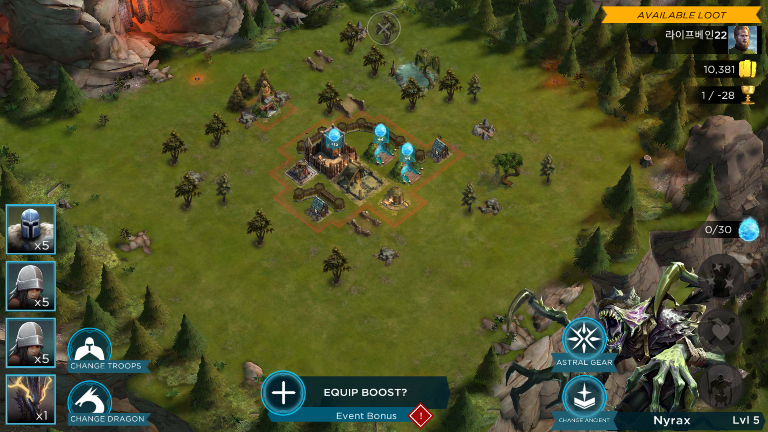 AVAILABLE LOOT
라이프베인22
10,381
1 / -28
0/30
x5
x5
x5
x1
CHANGE TROOPS
CHANGE DRAGON
EQUIP BOOST?
Event Bonus
!
ASTRAL GEAR
CHANGE ANCIENT
Nyrax
Lvl 5